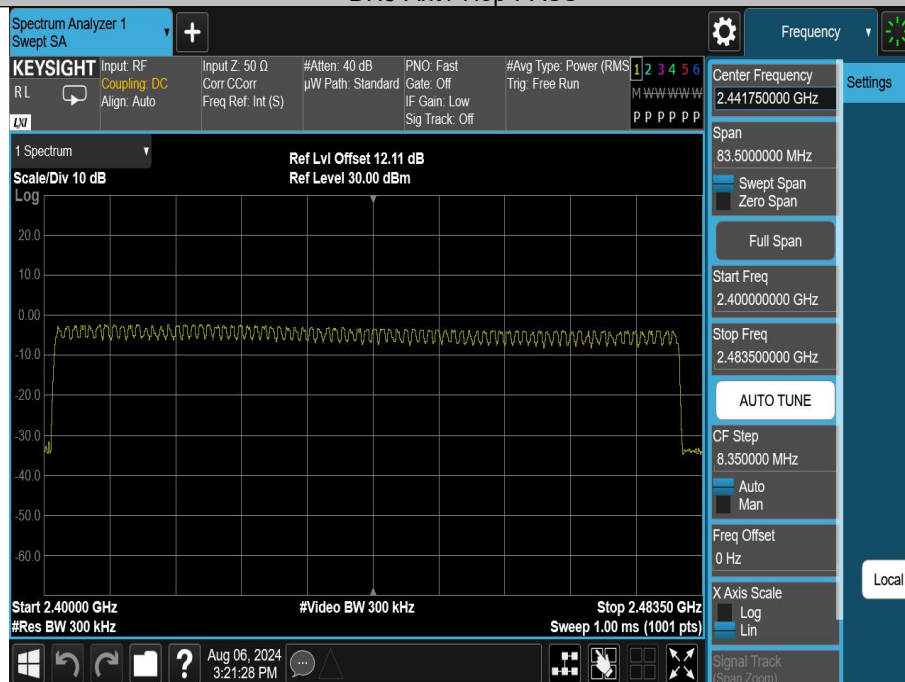 Spectrum Analyzer 1
Swept SA
+
Frequency
KEYSIGHT
RL
LXI
Input: RF
Coupling: DC
Align: Auto
Input Z: 50 Ω
Corr CCorr
Freq Ref: Int (S)
#Atten: 40 dB
µW Path: Standard
PNO: Fast
Gate: Off
IF Gain: Low
Sig Track: Off
#Avg Type: Power (RMS
Trig: Free Run
1 2 3 4 5 6
M W W W W W
P P P P P P
1 Spectrum
Scale/Div 10 dB
Log
Ref Lvl Offset 12.11 dB
Ref Level 30.00 dBm
20.0
10.0
0.00
-10.0
-20.0
-30.0
-40.0
-50.0
-60.0
Start 2.40000 GHz
#Res BW 300 kHz
#Video BW 300 kHz
Stop 2.48350 GHz
Sweep 1.00 ms (1001 pts)
Aug 06, 2024
3:21:28 PM
?
Center Frequency
2.441750000 GHz
Span
83.5000000 MHz
Swept Span
Zero Span
Full Span
Start Freq
2.400000000 GHz
Stop Freq
2.483500000 GHz
AUTO TUNE
CF Step
8.350000 MHz
Auto
Man
Freq Offset
0 Hz
X Axis Scale
Log
Lin
Signal Track
(Span Zoom)
Settings
Local